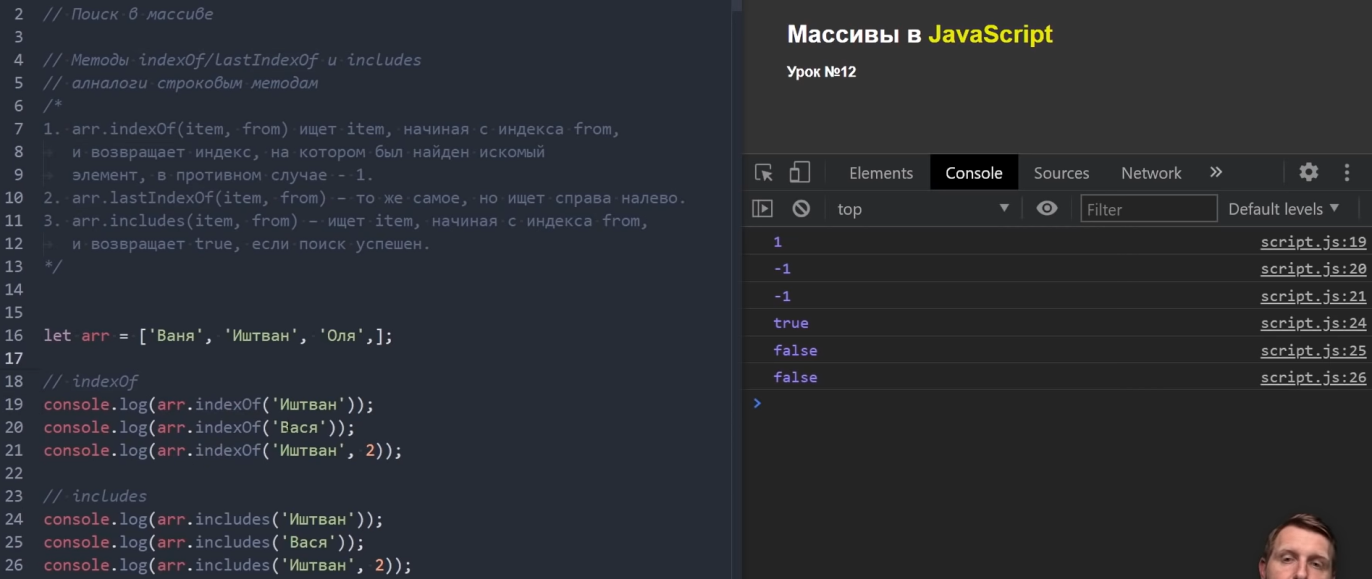 2 // Поиск в массиве
3
4 // Методы indexOf/lastIndexOf и includes
5 // алналоги строковым методам
6 /*
7 1. arr.indexOf(item, from) ищет item, начиная с индекса from,
8 и возвращает индекс, на котором был найден искомый
9 элемент, в противном случае - 1.
10 2. arr.lastIndexOf(item, from) – то же самое, но ищет справа налево.
11 3. arr.includes(item, from) – ищет item, начиная с индекса from,
12 и возвращает true, если поиск успешен.
13 */
14
15
16 let arr = ['Ваня', 'Иштван', 'Оля',];
17
18 // indexOf
19 console.log(arr.indexOf('Иштван'));
20 console.log(arr.indexOf('Вася'));
21 console.log(arr.indexOf('Иштван', 2));
22
23 // includes
24 console.log(arr.includes('Иштван'));
25 console.log(arr.includes('Вася'));
26 console.log(arr.includes('Иштван', 2));
Массивы в JavaScript
Урок №12
Elements Console Sources Network »
top Filter Default levels
1 script.js:19
-1 script.js:20
-1 script.js:21
true script.js:24
false script.js:25
false script.js:26
>